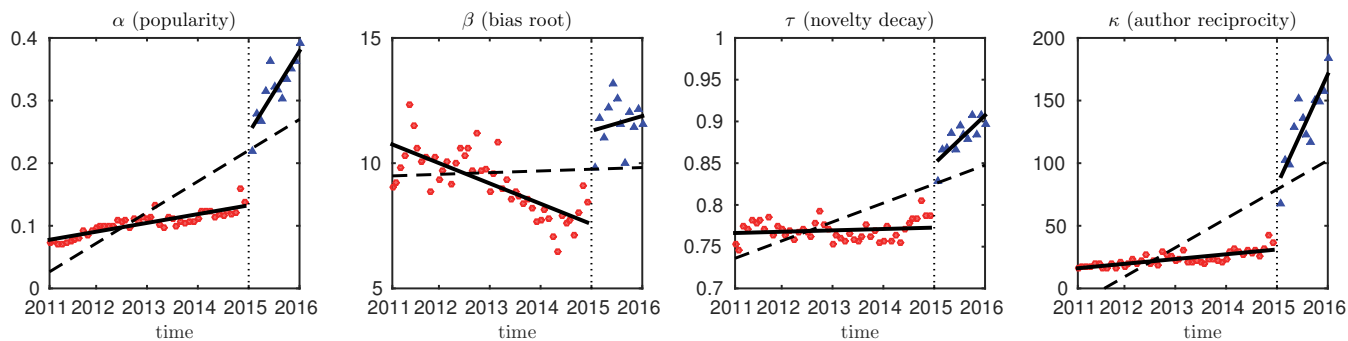 α (popularity)
0.4
0.3
0.2
0.1
0
2011 2012 2013 2014 2015 2016
time
β (bias root)
15
10
5
2011 2012 2013 2014 2015 2016
time
τ (novelty decay)
1
0.95
0.9
0.85
0.8
0.75
0.7
2011 2012 2013 2014 2015 2016
time
κ (author reciprocity)
200
150
100
50
0
2011 2012 2013 2014 2015 2016
time